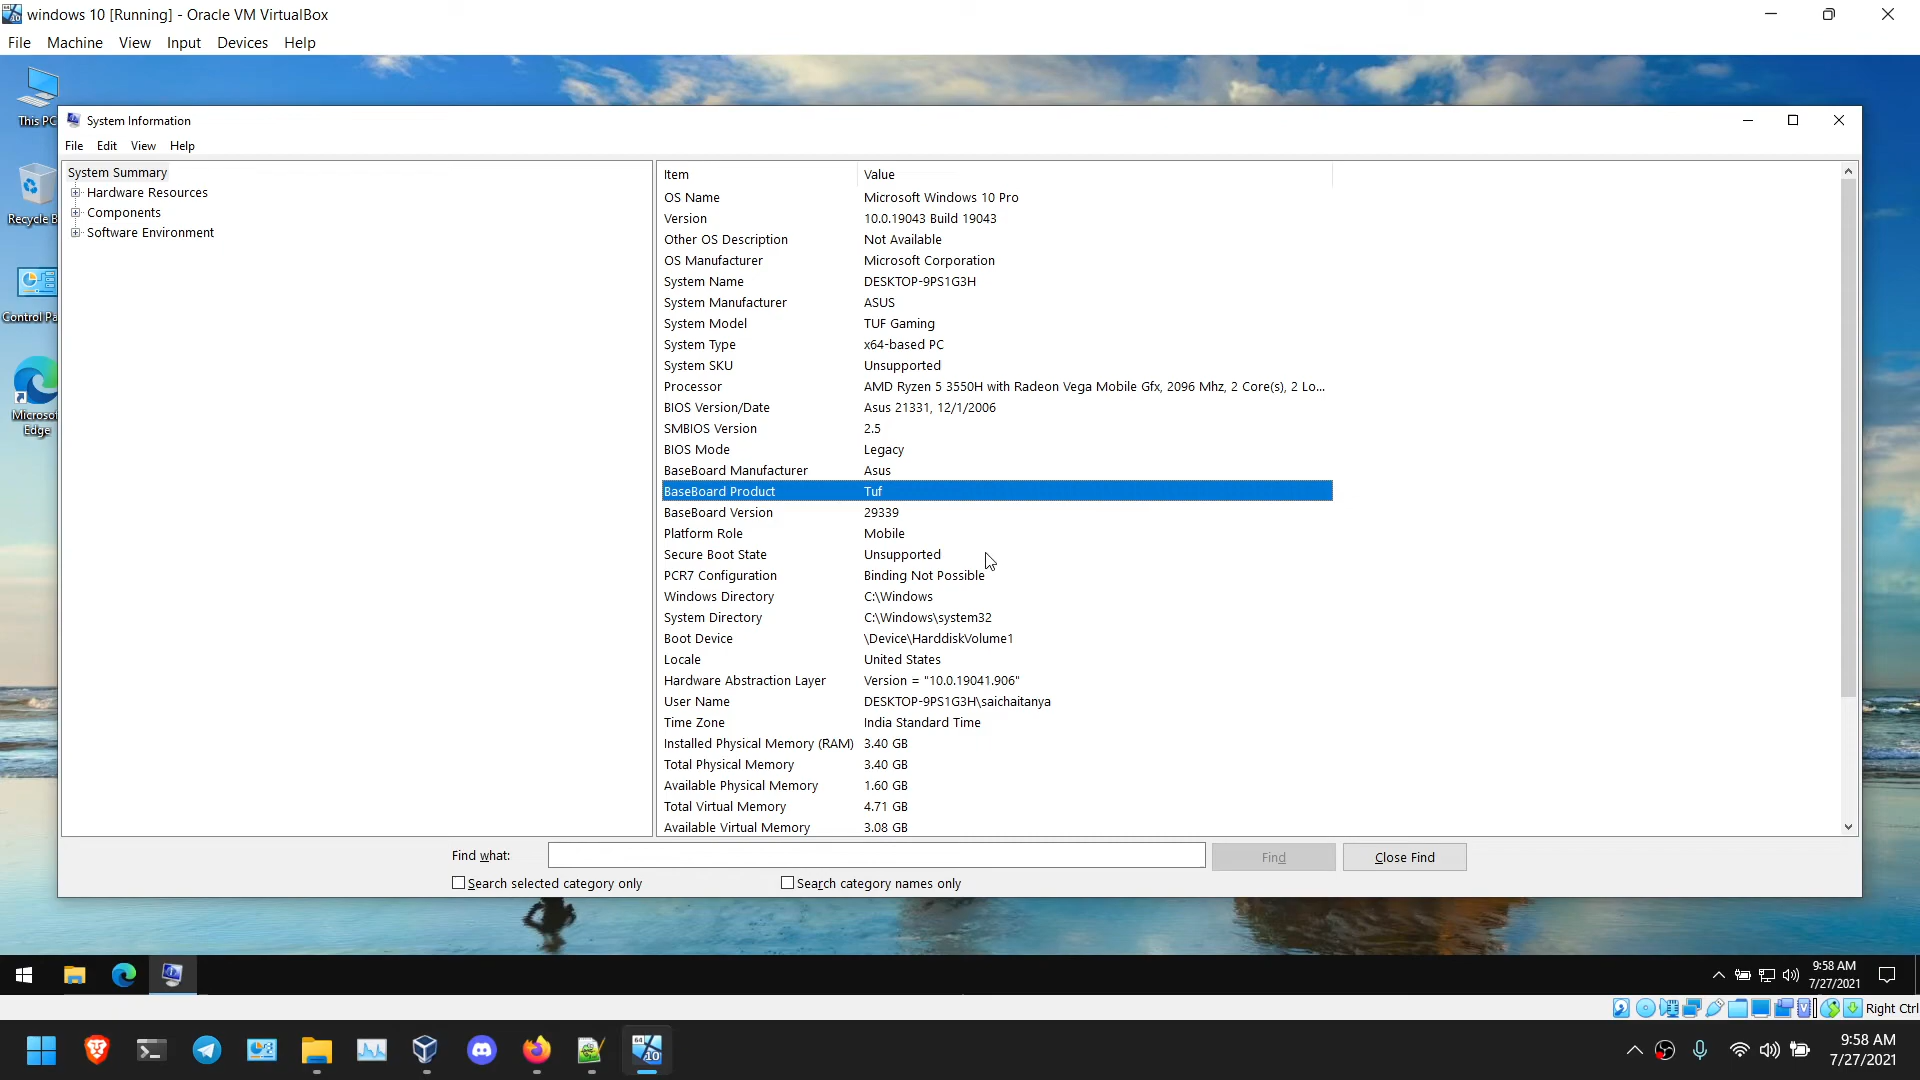 windows 10 [Running] - Oracle VM VirtualBox
File Machine View Input Devices Help
This PC
Recycle B
Control Pa
Microsof
Edge
System Information
File Edit View Help
System Summary
Hardware Resources
Components
Software Environment
Item Value
OS Name Microsoft Windows 10 Pro
Version 10.0.19043 Build 19043
Other OS Description Not Available
OS Manufacturer Microsoft Corporation
System Name DESKTOP-9PS1G3H
System Manufacturer ASUS
System Model TUF Gaming
System Type x64-based PC
System SKU Unsupported
Processor AMD Ryzen 5 3550H with Radeon Vega Mobile Gfx, 2096 Mhz, 2 Core(s), 2 Lo...
BIOS Version/Date Asus 21331, 12/1/2006
SMBIOS Version 2.5
BIOS Mode Legacy
BaseBoard Manufacturer Asus
BaseBoard Product Tuf
BaseBoard Version 29339
Platform Role Mobile
Secure Boot State Unsupported
PCR7 Configuration Binding Not Possible
Windows Directory C:\Windows
System Directory C:\Windows\system32
Boot Device \Device\HarddiskVolume1
Locale United States
Hardware Abstraction Layer Version = "10.0.19041.906"
User Name DESKTOP-9PS1G3H\saichaitanya
Time Zone India Standard Time
Installed Physical Memory (RAM) 3.40 GB
Total Physical Memory 3.40 GB
Available Physical Memory 1.60 GB
Total Virtual Memory 4.71 GB
Available Virtual Memory 3.08 GB
Find what: Find Close Find
Search selected category only Search category names only
9:58 AM
7/27/2021
Right Ctrl
64
10
9:58 AM
7/27/2021